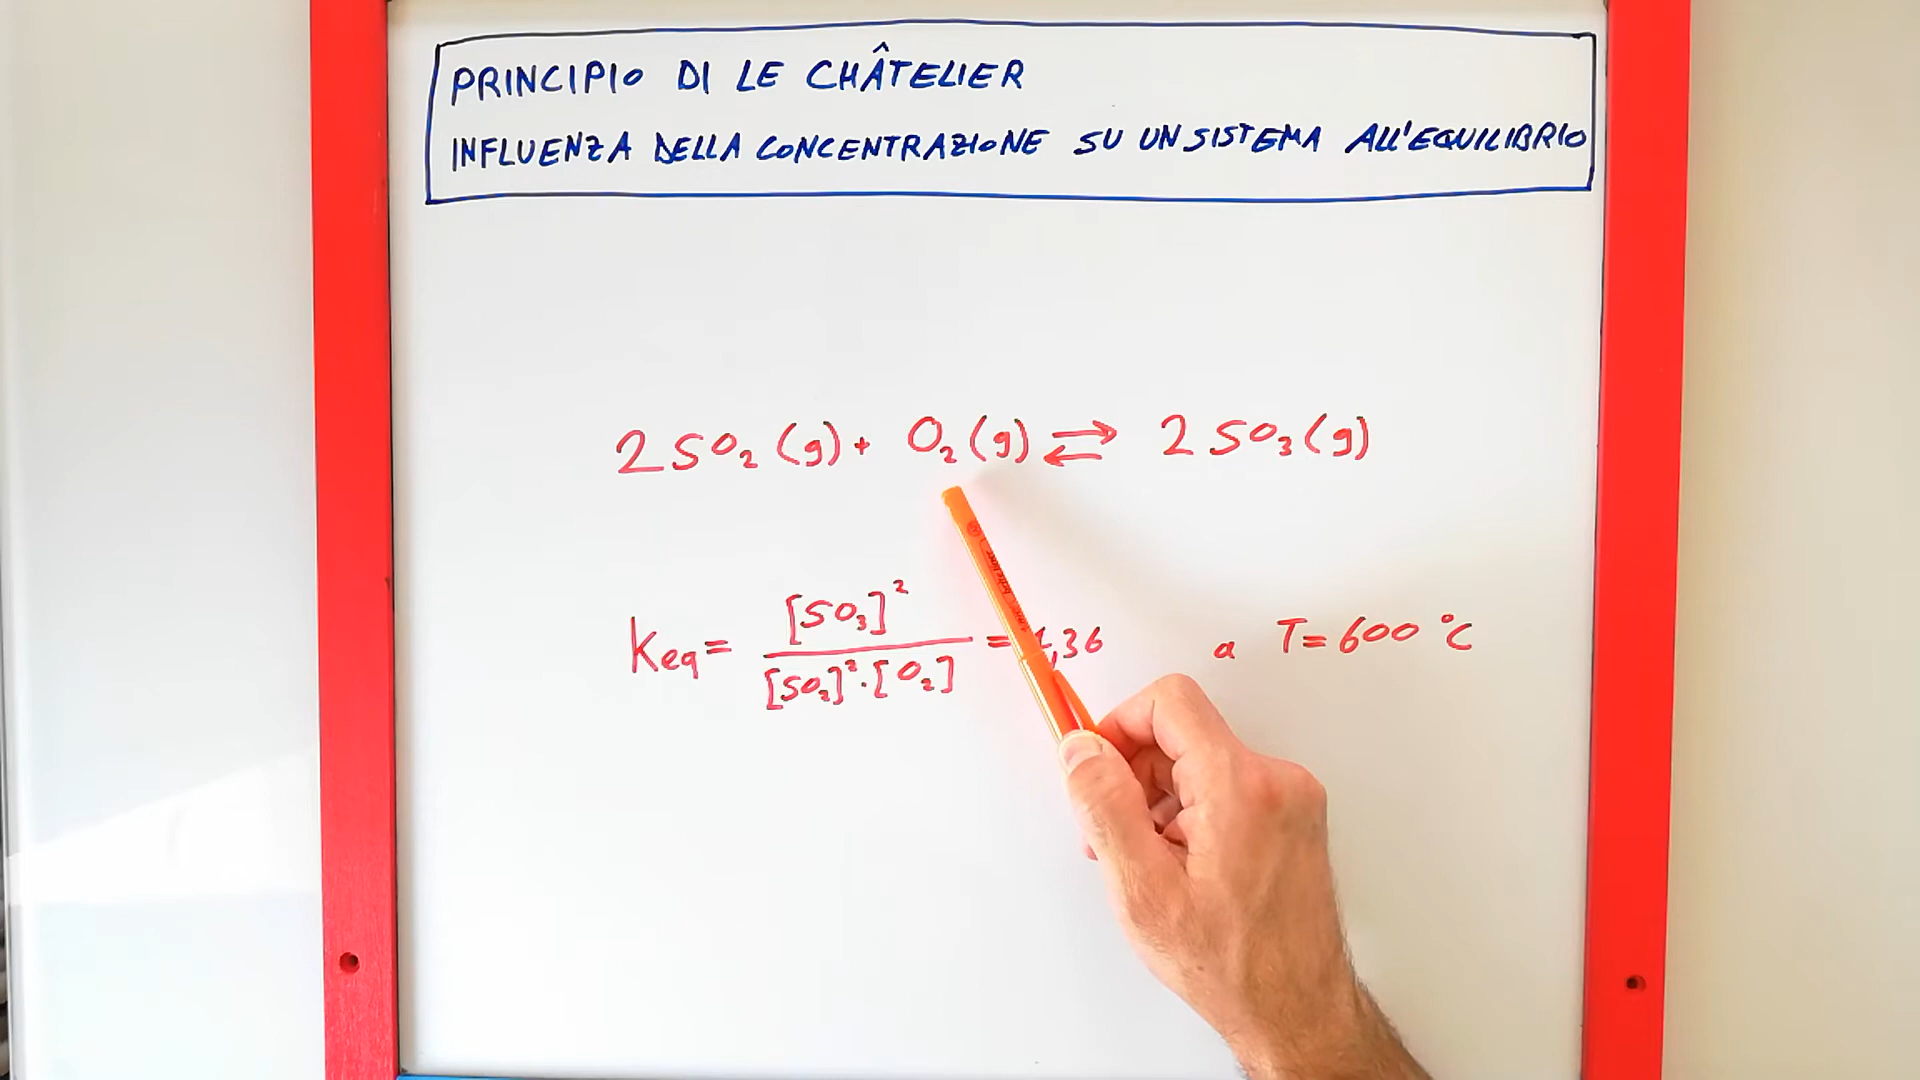 PRINCIPIO DI LE CHÂTELIER
INFLUENZA DELLA CONCENTRAZIONE SU UN SISTEMA ALL'EQUILIBRIO
2 SO₂ (g) + O₂ (g) ⇄ 2 SO₃ (g)
[SO₃]²
Keq = ——— = ,36 a T = 600 °C
[SO₂]² · [O₂]